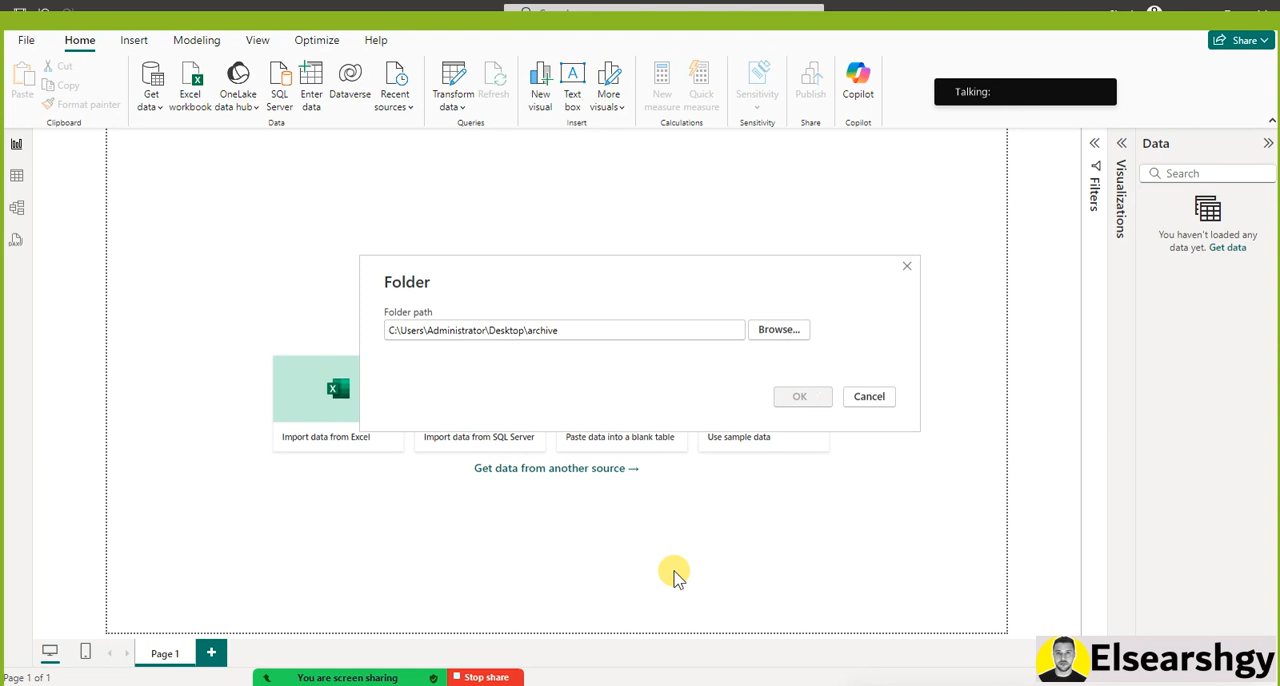 File Home Insert Modeling View Optimize Help Share
Paste Cut Copy Format painter
Clipboard
Get data
Excel workbook
OneLake data hub
SQL Server
Enter data
Dataverse
Recent sources
Data
Transform data
Refresh
Queries
New visual
Text box
More visuals
Insert
New measure
Quick measure
Calculations
Sensitivity
Sensitivity
Publish
Share
Copilot
Copilot
Talking:
Filters
Visualizations
Data
Search
You haven't loaded any
data yet. Get data
Folder
Folder path
C:\Users\Administrator\Desktop\archive
Browse...
OK Cancel
Import data from Excel
Import data from SQL Server
Paste data into a blank table
Use sample data
Get data from another source →
Page 1
Page 1 of 1
You are screen sharing
Stop share
Elsearshgy